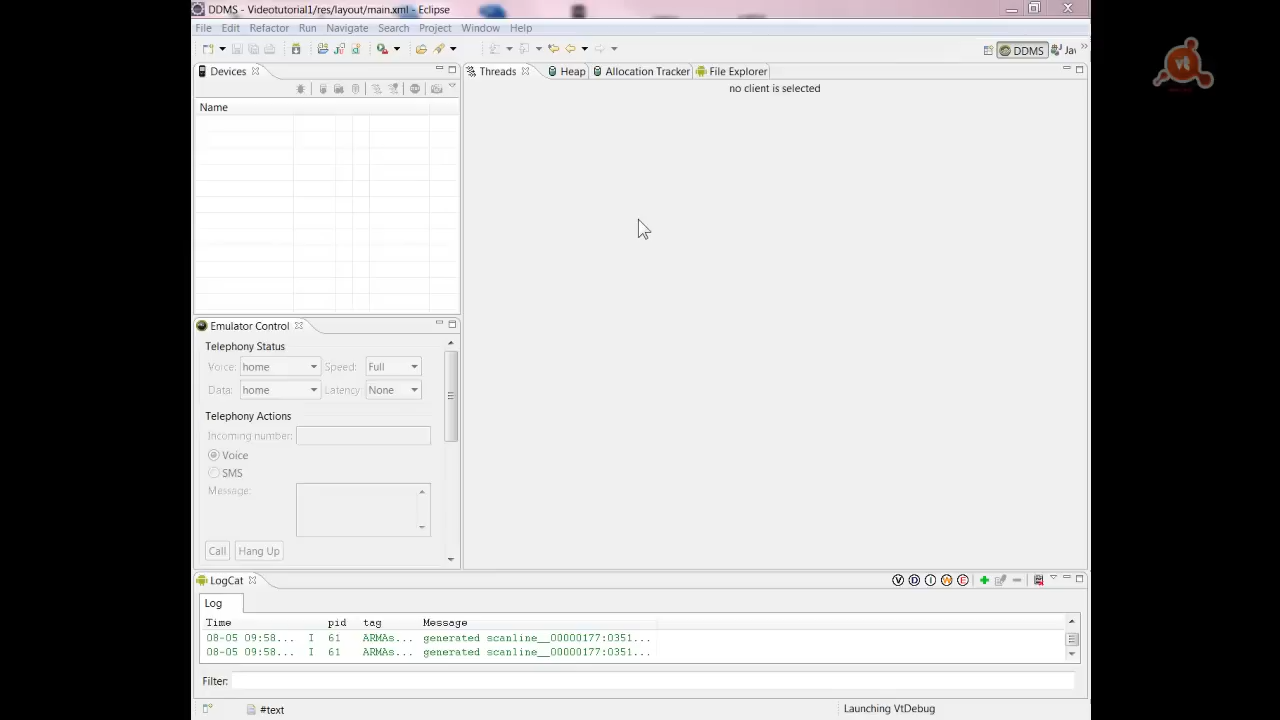 DDMS - Videotutorial1/res/layout/main.xml - Eclipse
File Edit Refactor Run Navigate Search Project Window Help
DDMS Jav
Devices
Threads Heap Allocation Tracker File Explorer
no client is selected
Name
Emulator Control
Telephony Status
Voice: home Speed: Full
Data: home Latency: None
Telephony Actions
Incoming number:
Voice
SMS
Message:
Call Hang Up
LogCat
V D I W E
Log
Time pid tag Message
08-05 09:58... I 61 ARMAs... generated scanline__00000177:0351...
08-05 09:58... I 61 ARMAs... generated scanline__00000177:0351...
Filter:
#text
Launching VtDebug
vt